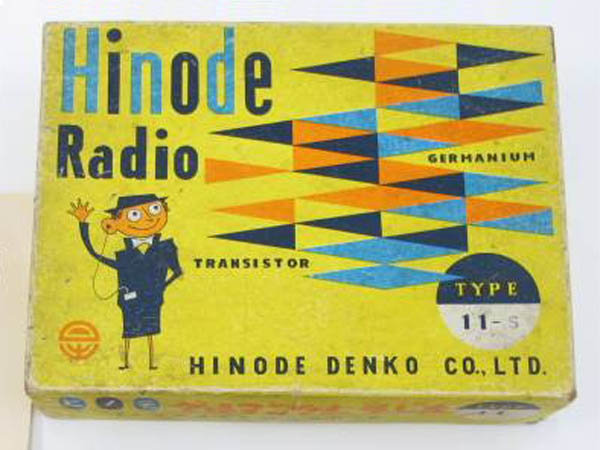 Hinode
Radio
GERMANIUM
TRANSISTOR
TYPE
11-S
HINODE DENKO CO., LTD.